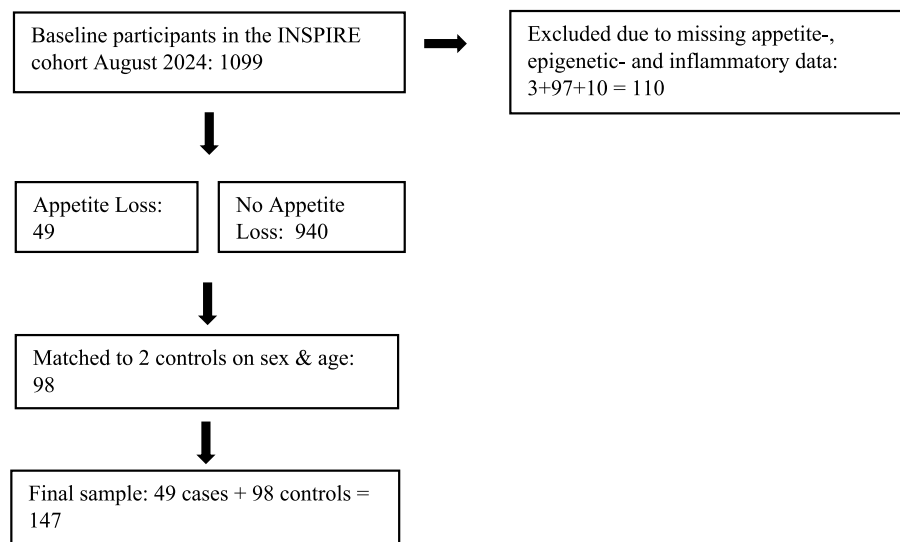 Baseline participants in the INSPIRE
cohort August 2024: 1099
Excluded due to missing appetite-,
epigenetic- and inflammatory data:
3+97+10 = 110
Appetite Loss:
49
No Appetite
Loss:  940
Matched to 2 controls on sex & age:
98
Final sample: 49 cases + 98 controls =
147